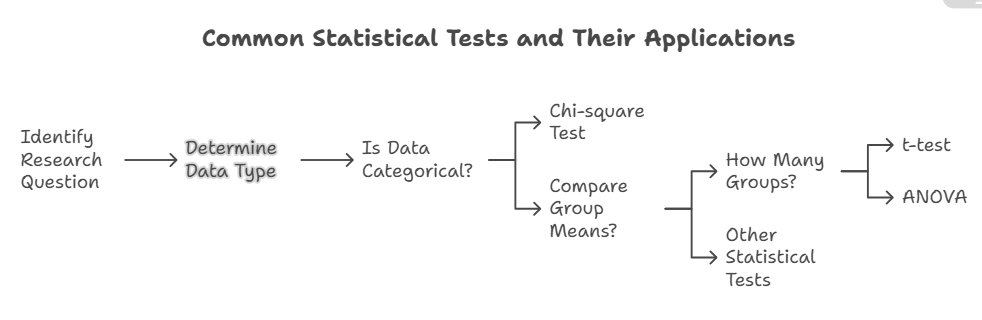 Common Statistical Tests and Their Applications
Identify
Research
Question
Determine
Data Type
Is Data
Categorical?
Chi-square
Test
Compare
Group
Means?
How Many
Groups?
Other
Statistical
Tests
t-test
ANOVA